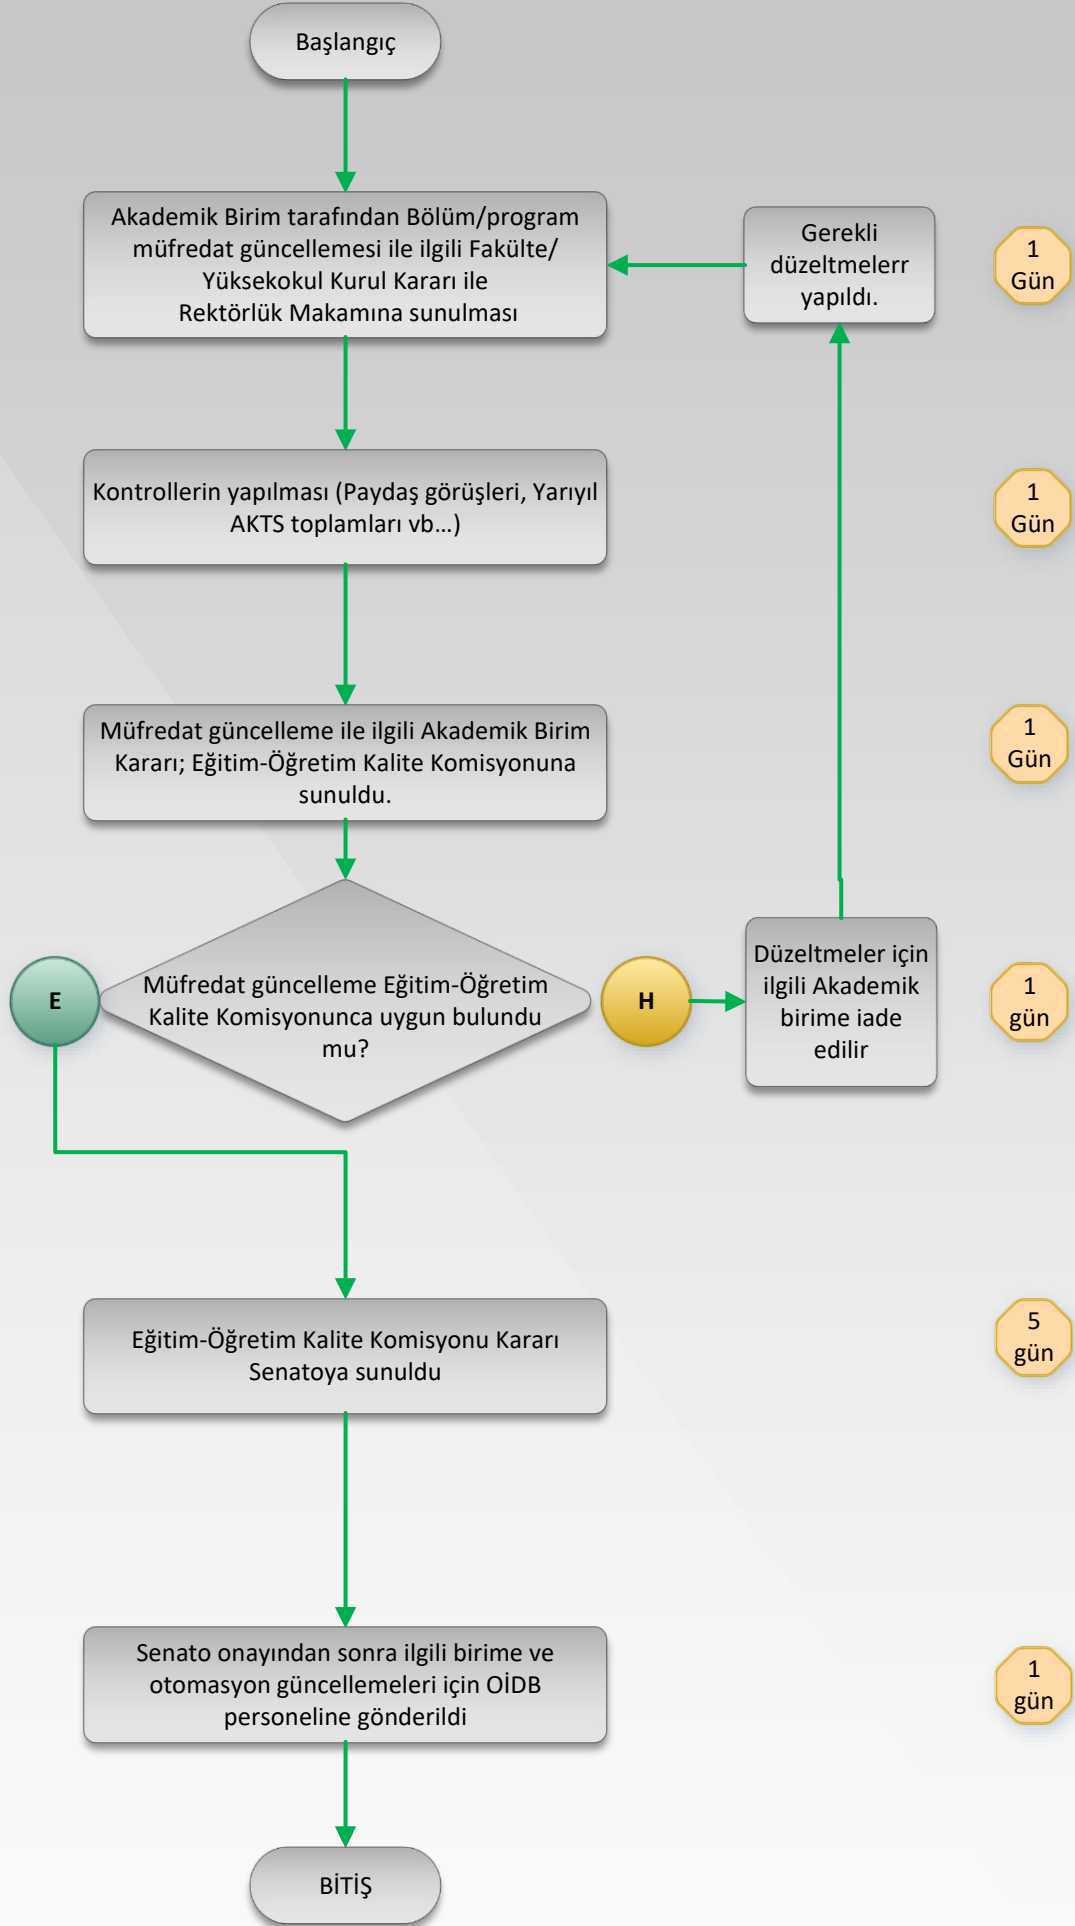 Başlangıç
Akademik Birim tarafından Bölüm/program
müfredat güncellemesi ile ilgili Fakülte/
Yüksekokul Kurul Kararı ile
Rektörlük Makamına sunulması
Gerekli
düzeltmelerr
yapıldı.
1
Gün
Kontrollerin yapılması (Paydaş görüşleri, Yarıyıl
AKTS toplamları vb…)
1
Gün
Müfredat güncelleme ile ilgili Akademik Birim
Kararı; Eğitim-Öğretim Kalite Komisyonuna
sunuldu.
1
Gün
E
Müfredat güncelleme Eğitim-Öğretim
Kalite Komisyonunca uygun bulundu
mu?
H
Düzeltmeler için
ilgili Akademik
birime iade
edilir
1
gün
Eğitim-Öğretim Kalite Komisyonu Kararı
Senatoya sunuldu
5
gün
Senato onayından sonra ilgili birime ve
otomasyon güncellemeleri için OİDB
personeline gönderildi
1
gün
BİTİŞ